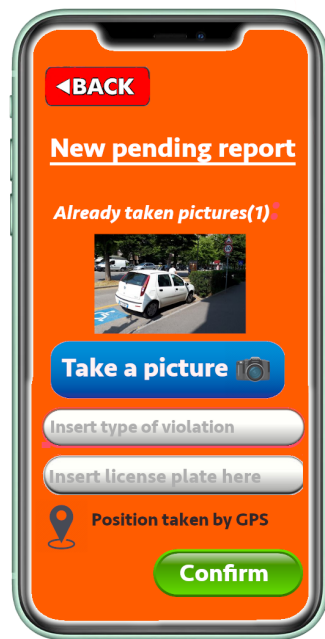 BACK
New pending report
Already taken pictures(1):
Take a picture
Insert type of violation
Insert license plate here
Position taken by GPS
Confirm